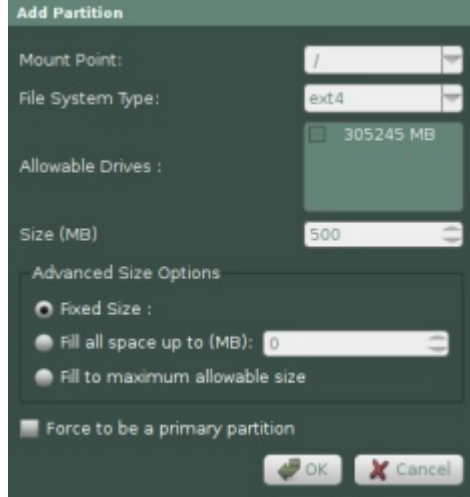 Add Partition
Mount Point: /
File System Type: ext4
305245 MB
Allowable Drives :
Size (MB) 500
Advanced Size Options
Fixed Size :
Fill all space up to (MB): 0
Fill to maximum allowable size
Force to be a primary partition
OK Cancel